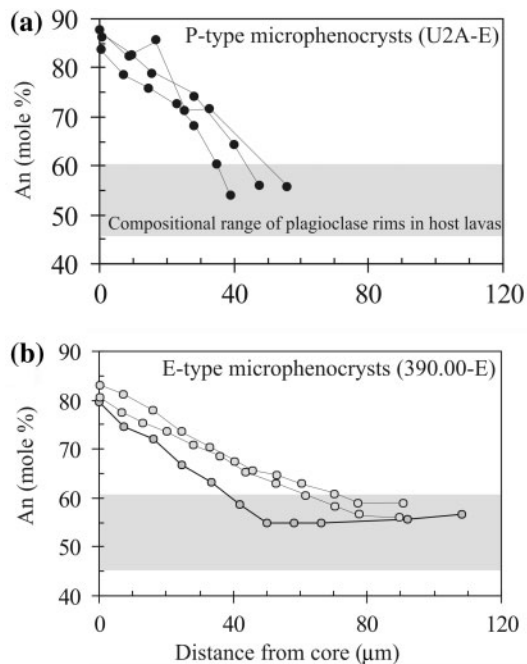 (a)
P-type microphenocrysts (U2A-E)
An (mole %)
90
80
70
60
50
40
Compositional range of plagioclase rims in host lavas
0
40
80
120
(b)
E-type microphenocrysts (390.00-E)
An (mole %)
90
80
70
60
50
40
0
40
80
120
Distance from core (μm)